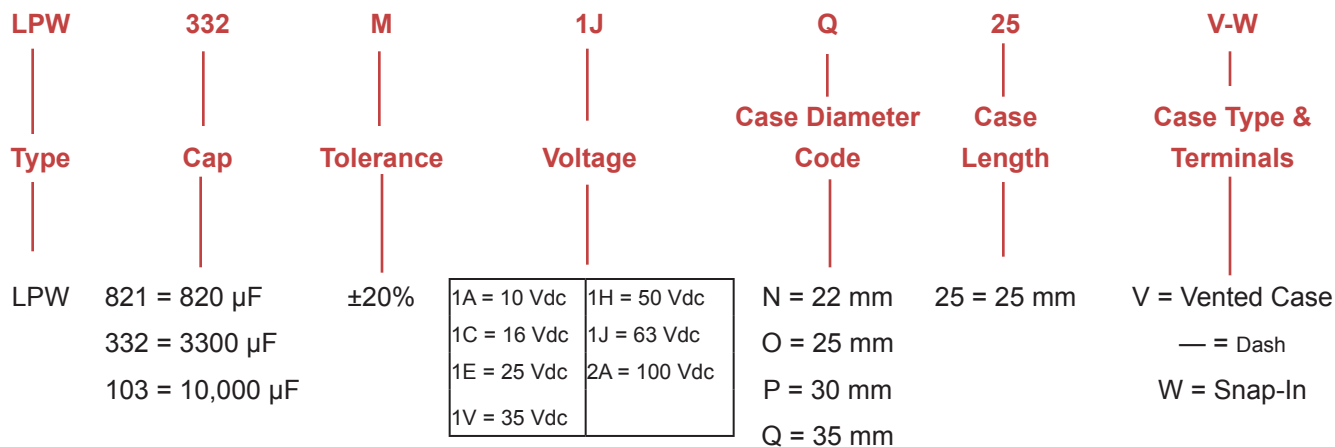 LPW 332 M 1J Q 25 V-W
Type
Cap
Tolerance
Voltage
Case Diameter
Code
Case
Length
Case Type &
Terminals
LPW
821 = 820 µF
332 = 3300 µF
103 = 10,000 µF
±20%
1A = 10 Vdc 1H = 50 Vdc
1C = 16 Vdc 1J = 63 Vdc
1E = 25 Vdc 2A = 100 Vdc
1V = 35 Vdc
N = 22 mm
O = 25 mm
P = 30 mm
Q = 35 mm
25 = 25 mm
V = Vented Case
— = Dash
W = Snap-In